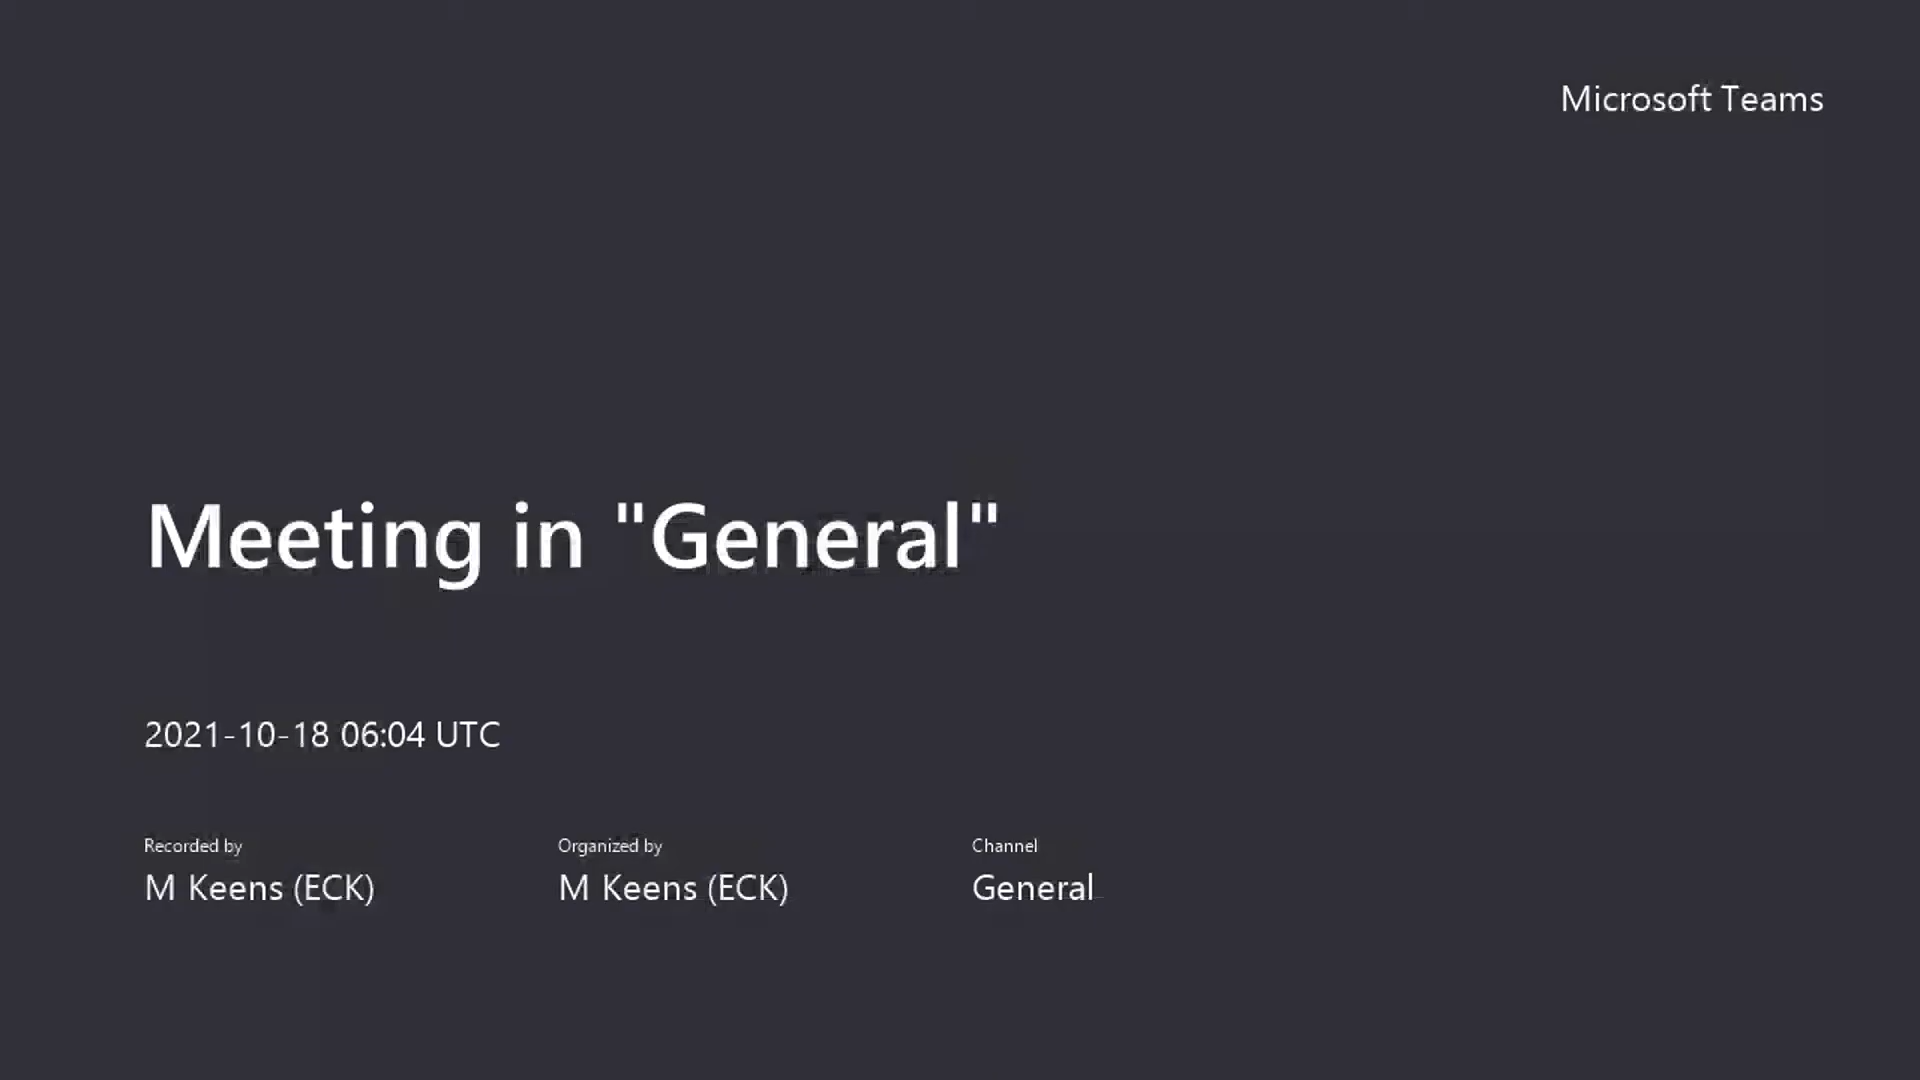 Microsoft Teams
Meeting in "General"
2021-10-18 06:04 UTC
Recorded by
M Keens (ECK)
Organized by
M Keens (ECK)
Channel
General